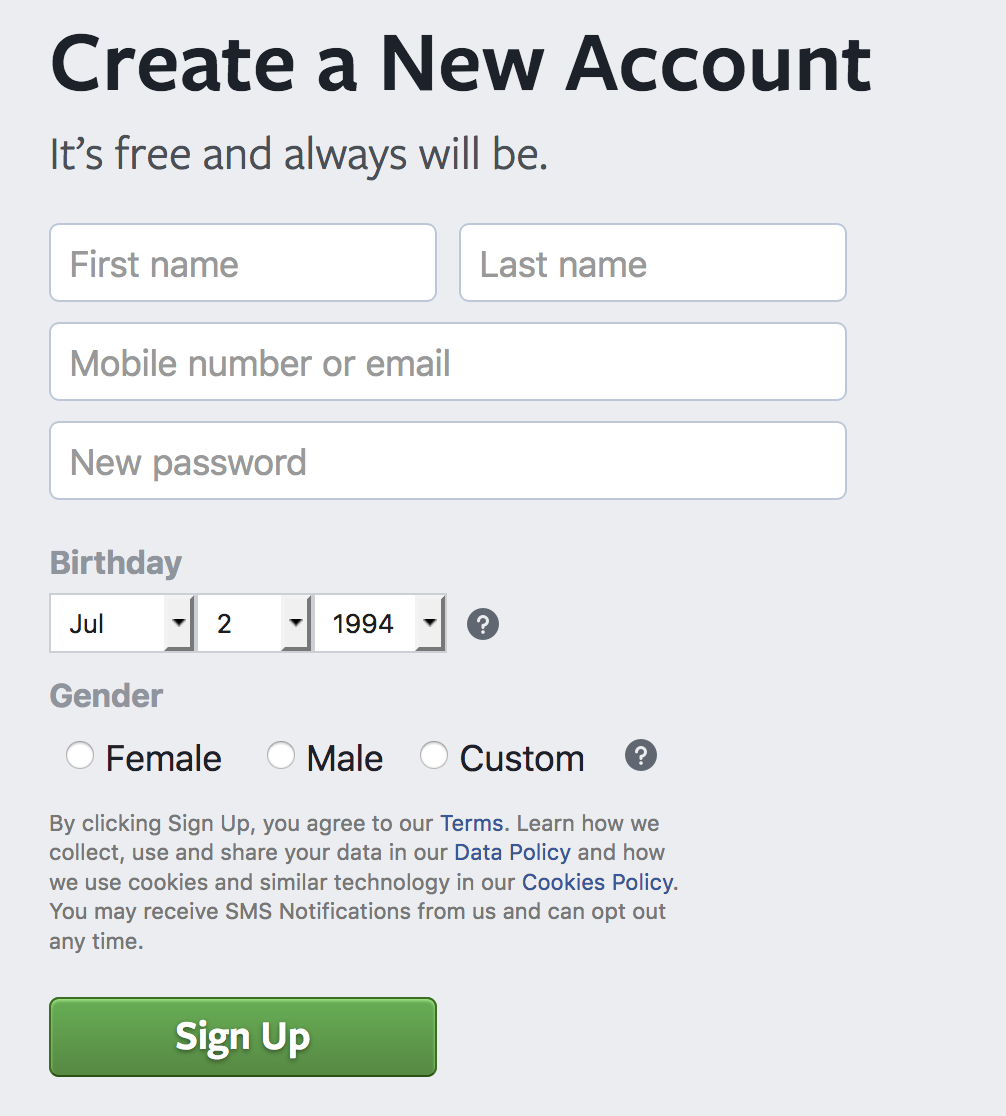 Create a New Account
It’s free and always will be.
First name Last name
Mobile number or email
New password
Birthday
Jul 2 1994 ?
Gender
Female Male Custom ?
By clicking Sign Up, you agree to our Terms. Learn how we
collect, use and share your data in our Data Policy and how
we use cookies and similar technology in our Cookies Policy.
You may receive SMS Notifications from us and can opt out
any time.
Sign Up